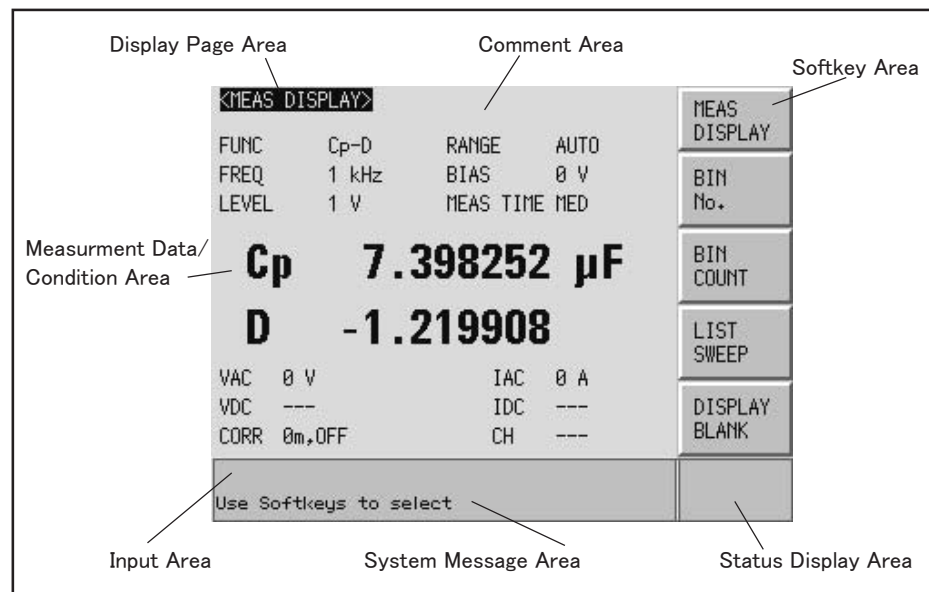 Display Page Area
Comment Area
Softkey Area
<MEAS DISPLAY>
FUNC Cp-D RANGE AUTO
FREQ 1 kHz BIAS 0 V
LEVEL 1 V MEAS TIME MED
Measurment Data/
Condition Area
Cp 7.398252 µF
D -1.219908
VAC 0 V IAC 0 A
VDC --- IDC ---
CORR 0m,OFF CH ---
MEAS
DISPLAY
BIN
No.
BIN
COUNT
LIST
SWEEP
DISPLAY
BLANK
Use Softkeys to select
Input Area
System Message Area
Status Display Area